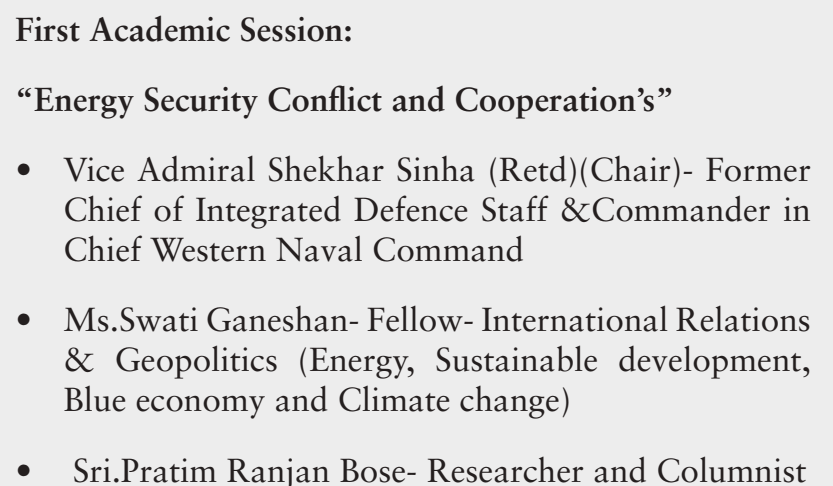 First Academic Session:
“Energy Security Conflict and Cooperation’s”
• Vice Admiral Shekhar Sinha (Retd)(Chair)- Former
Chief of Integrated Defence Staff &Commander in
Chief Western Naval Command
• Ms.Swati Ganeshan- Fellow- International Relations
& Geopolitics (Energy, Sustainable development,
Blue economy and Climate change)
• Sri.Pratim Ranjan Bose- Researcher and Columnist